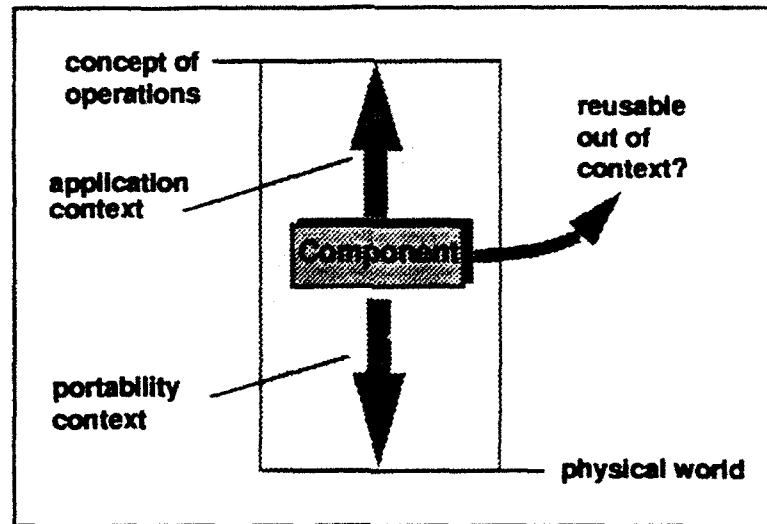 concept of
operations
reusable
out of
context?
application
context
Component
portability
context
physical world